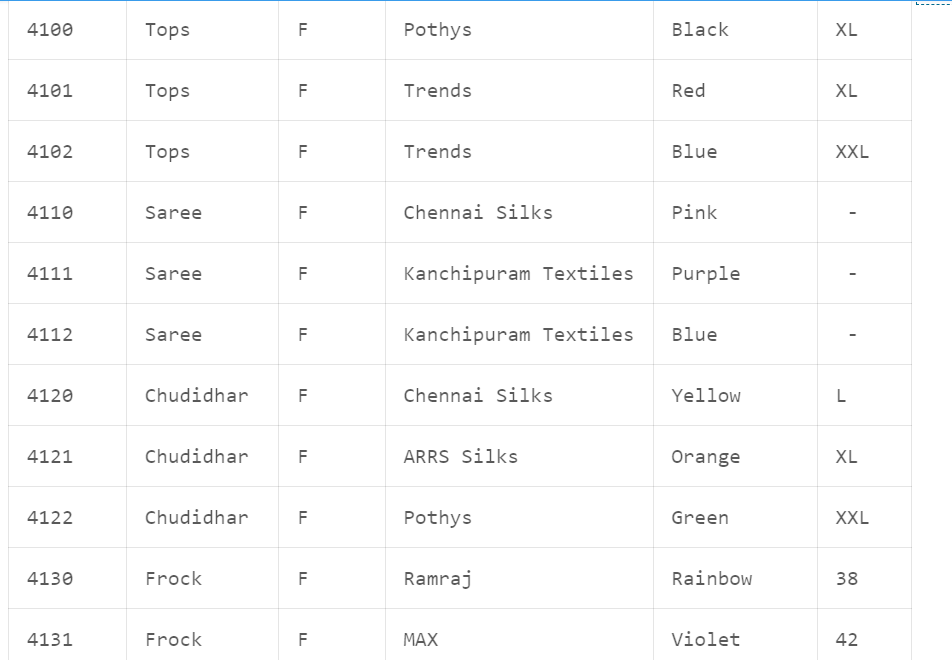 4100 Tops F Pothys Black XL
4101 Tops F Trends Red XL
4102 Tops F Trends Blue XXL
4110 Saree F Chennai Silks Pink -
4111 Saree F Kanchipuram Textiles Purple -
4112 Saree F Kanchipuram Textiles Blue -
4120 Chudidhar F Chennai Silks Yellow L
4121 Chudidhar F ARRS Silks Orange XL
4122 Chudidhar F Pothys Green XXL
4130 Frock F Ramraj Rainbow 38
4131 Frock F MAX Violet 42